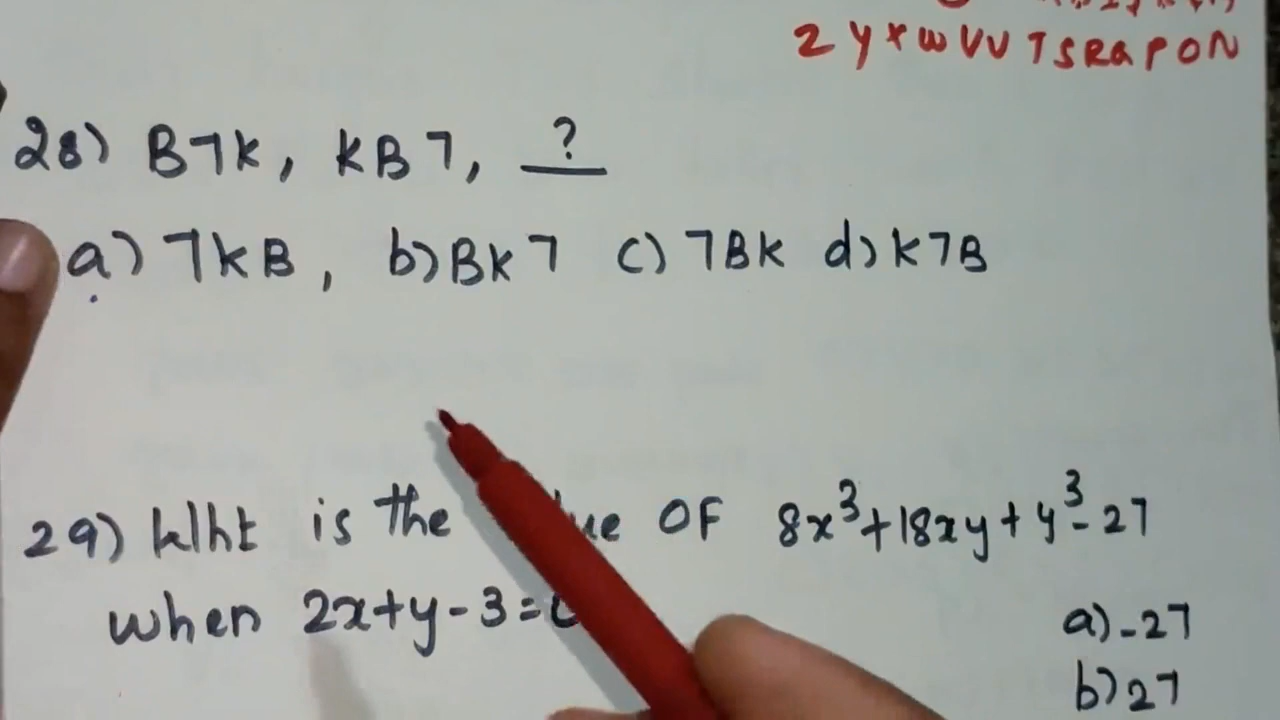 Z Y X W V U T S R Q P O N
28) B7K, KB7, ?
a) 7KB, b) BK7 c) 7BK d) K7B
29) Wht is the OF 8x³+18xy+y³-27
when 2x+y-3=
a) -27
b) 27